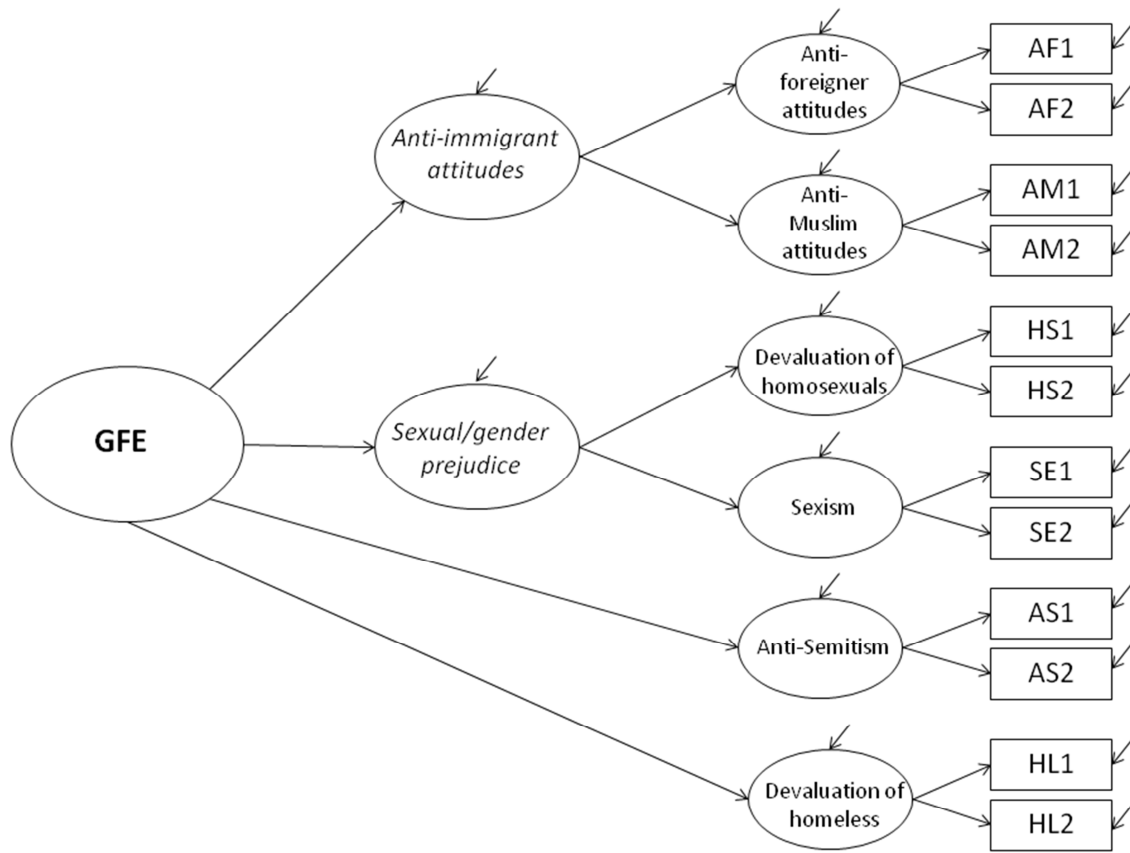 Anti-
foreigner
attitudes
AF1
AF2
Anti-immigrant
attitudes
Anti-
Muslim
attitudes
AM1
AM2
Devaluation of
homosexuals
HS1
HS2
GFE
Sexual/gender
prejudice
Sexism
SE1
SE2
Anti-Semitism
AS1
AS2
Devaluation of
homeless
HL1
HL2